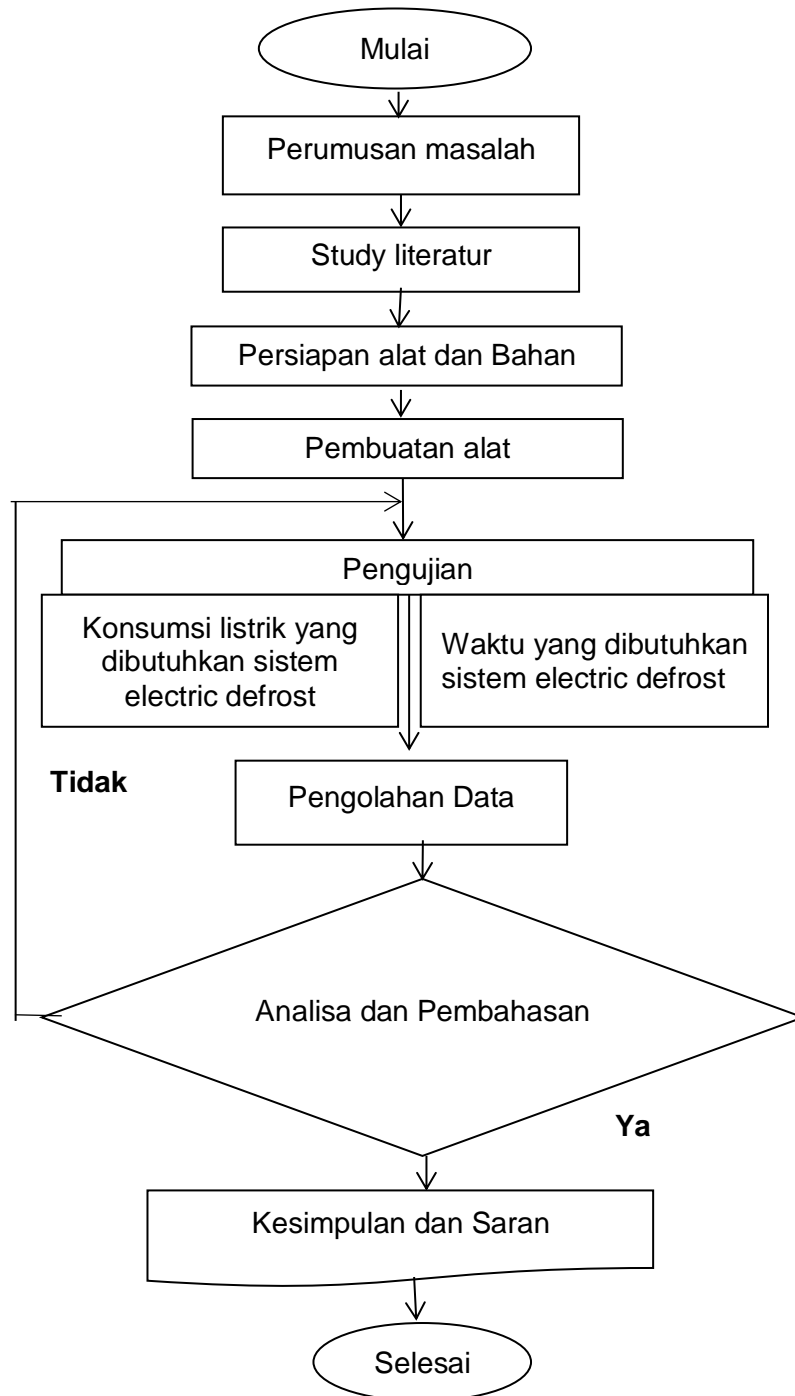 Mulai
Perumusan masalah
Study literatur
Persiapan alat dan Bahan
Pembuatan alat
Pengujian
Konsumsi listrik yang
dibutuhkan sistem
electric defrost
Waktu yang dibutuhkan
sistem electric defrost
Tidak
Pengolahan Data
Analisa dan Pembahasan
Ya
Kesimpulan dan Saran
Selesai